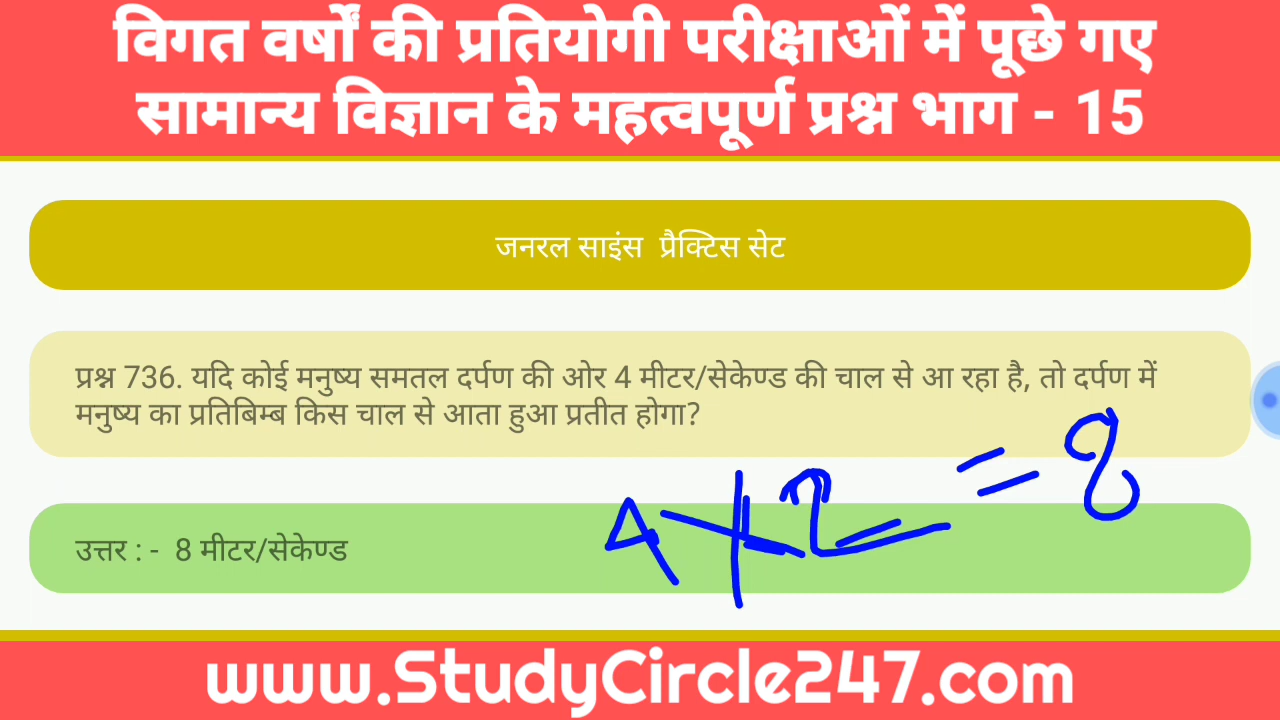 विगत वर्षों की प्रतियोगी परीक्षाओं में पूछे गए
सामान्य विज्ञान के महत्वपूर्ण प्रश्न भाग - 15
जनरल साइंस प्रैक्टिस सेट
प्रश्न 736. यदि कोई मनुष्य समतल दर्पण की ओर 4 मीटर/सेकेण्ड की चाल से आ रहा है, तो दर्पण में
मनुष्य का प्रतिबिम्ब किस चाल से आता हुआ प्रतीत होगा?
= 8
4 + 2
उत्तर : - 8 मीटर/सेकेण्ड
www.StudyCircle247.com